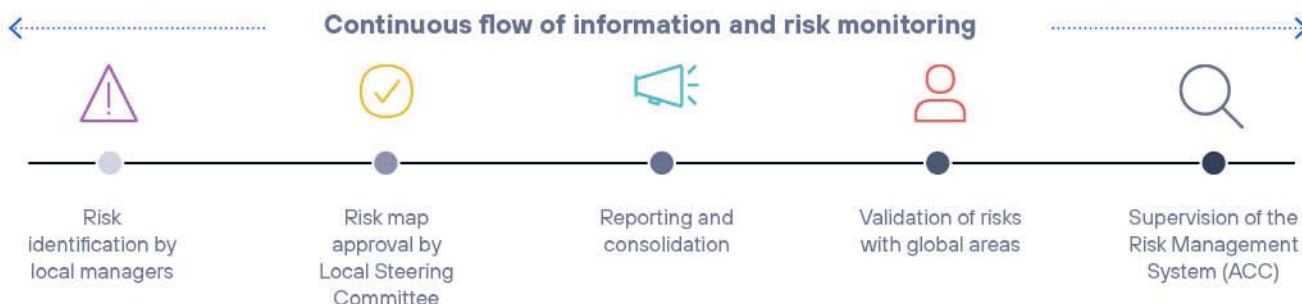 Continuous flow of information and risk monitoring
Risk
identification by
local managers
Risk map
approval by
Local Steering
Committee
Reporting and
consolidation
Validation of risks
with global areas
Supervision of the
Risk Management
System (ACC)